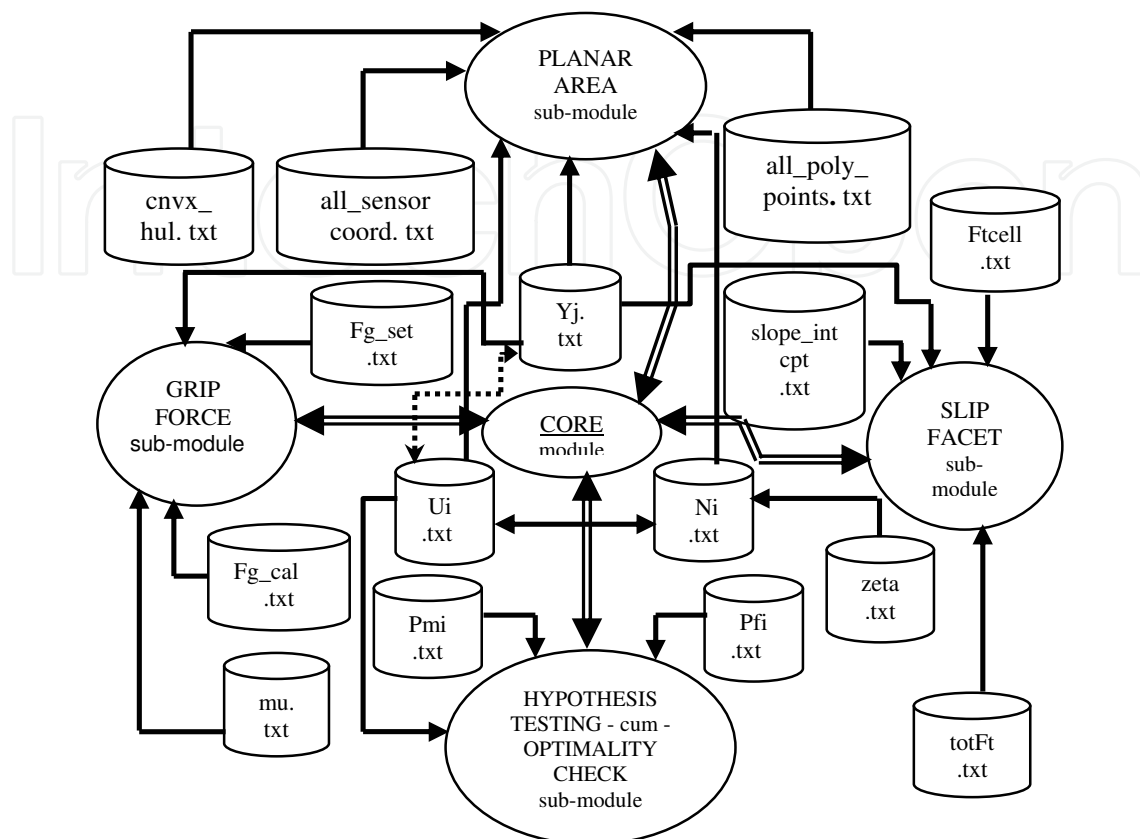 PLANAR
AREA
sub-module
cnvx_
hul. txt
all_sensor
coord. txt
all_poly_
points. txt
Ftcell
.txt
Fg_set
.txt
Yj.
txt
slope_int
cpt
.txt
GRIP
FORCE
sub-module
CORE
module
SLIP
FACET
sub-
module
Ui
.txt
Ni
.txt
Fg_cal
.txt
zeta
.txt
Pmi
.txt
Pfi
.txt
mu.
txt
HYPOTHESIS
TESTING - cum -
OPTIMALITY
CHECK
sub-module
totFt
.txt
IntechOpen